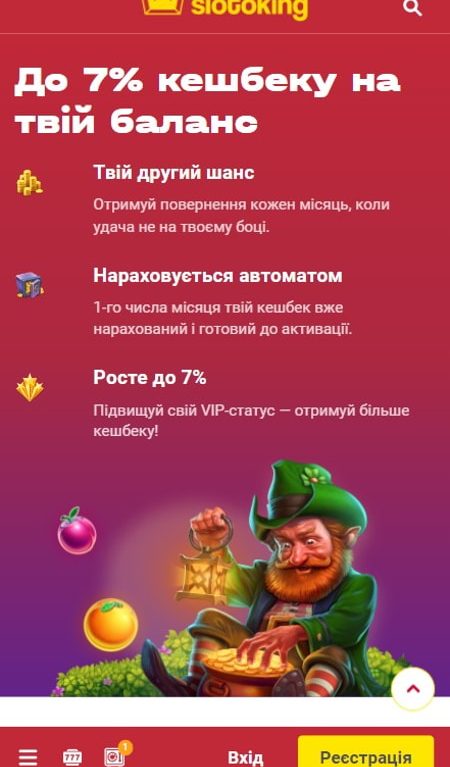 slotoking
До 7% кешбеку на
твій баланс
Твій другий шанс
Отримуй повернення кожен місяць, коли
удача не на твоєму боці.
Нараховується автоматом
1-го числа місяця твій кешбек вже
нарахований і готовий до активації.
Росте до 7%
Підвищуй свій VIP-статус — отримуй більше
кешбеку!
777
1
Вхід
Реєстрація